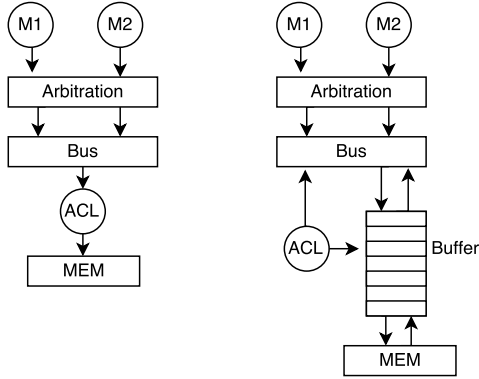 M1 M2 M1 M2
Arbitration Arbitration
Bus Bus
ACL
ACL Buffer
MEM
MEM